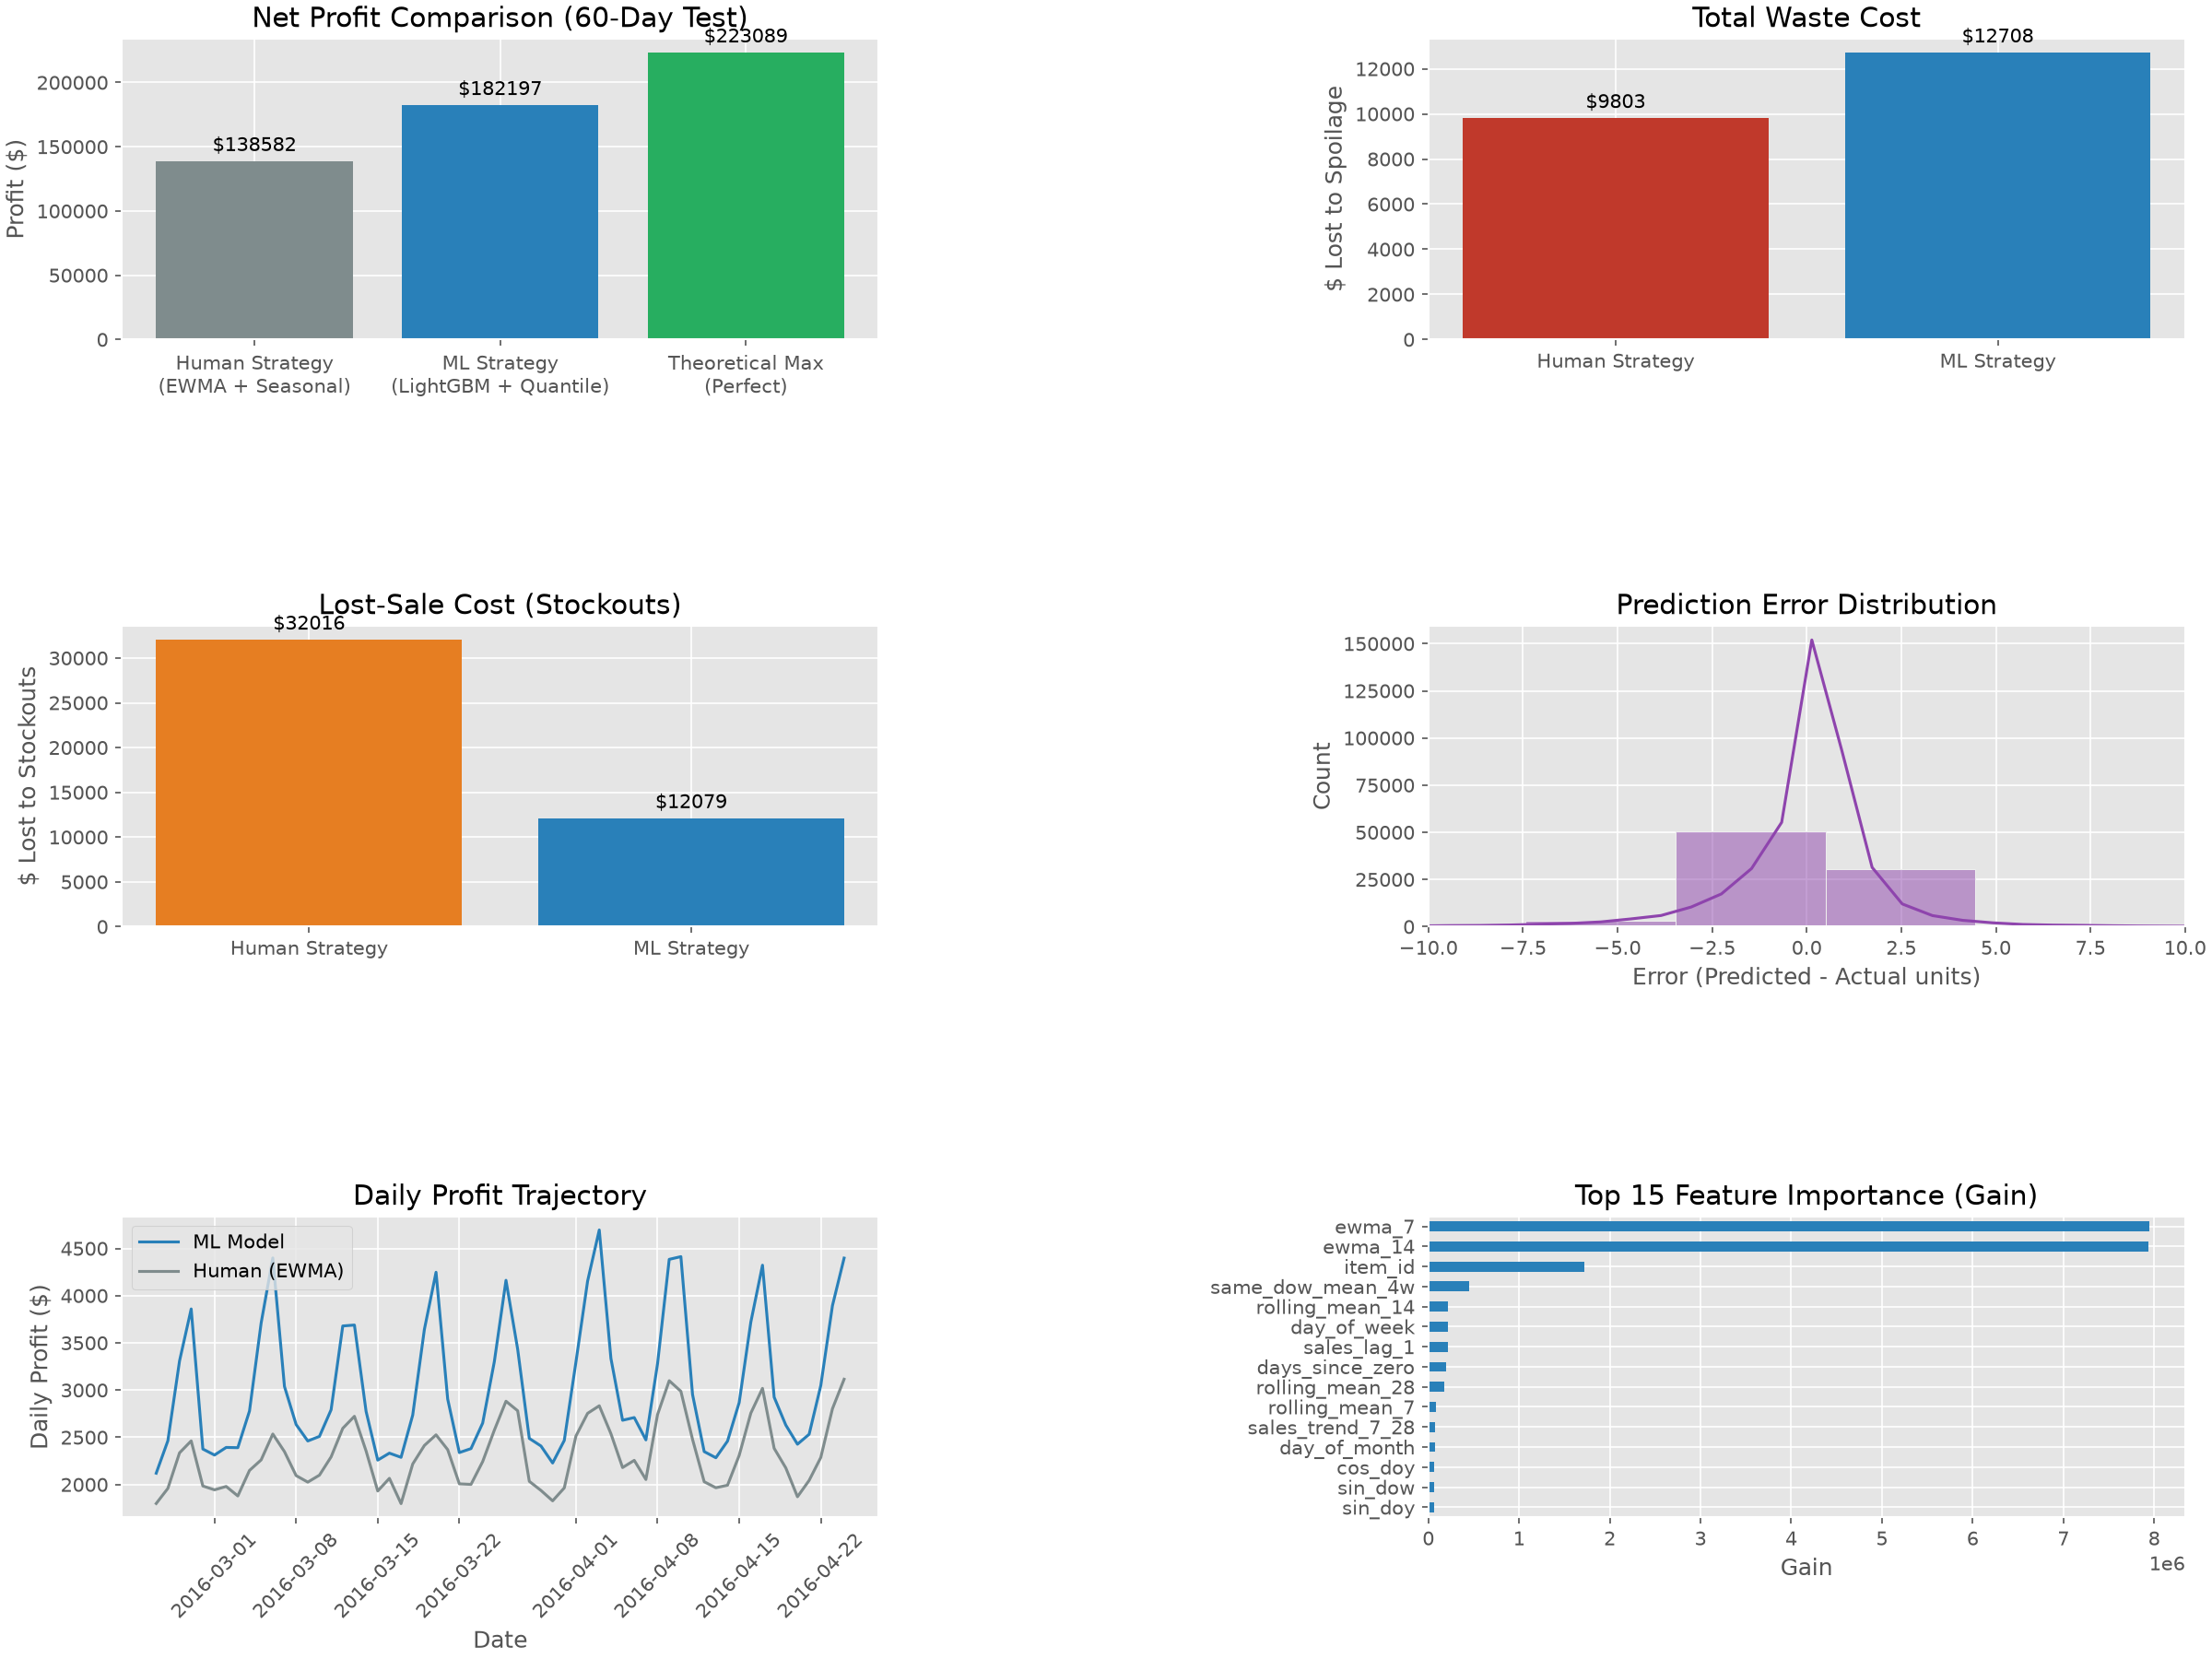 Net Profit Comparison (60-Day Test)
$223089
$182197
$138582
Profit ($)
200000
150000
100000
50000
0
Human Strategy
(EWMA + Seasonal)
ML Strategy
(LightGBM + Quantile)
Theoretical Max
(Perfect)
Total Waste Cost
$12708
$9803
$ Lost to Spoilage
12000
10000
8000
6000
4000
2000
0
Human Strategy
ML Strategy
Lost-Sale Cost (Stockouts)
$32016
$12079
$ Lost to Stockouts
30000
25000
20000
15000
10000
5000
0
Human Strategy
ML Strategy
Prediction Error Distribution
Count
150000
125000
100000
75000
50000
25000
0
−10.0 −7.5 −5.0 −2.5 0.0 2.5 5.0 7.5 10.0
Error (Predicted - Actual units)
Daily Profit Trajectory
ML Model
Human (EWMA)
Daily Profit ($)
4500
4000
3500
3000
2500
2000
2016-03-01
2016-03-08
2016-03-15
2016-03-22
2016-04-01
2016-04-08
2016-04-15
2016-04-22
Date
Top 15 Feature Importance (Gain)
ewma_7
ewma_14
item_id
same_dow_mean_4w
rolling_mean_14
day_of_week
sales_lag_1
days_since_zero
rolling_mean_28
rolling_mean_7
sales_trend_7_28
day_of_month
cos_doy
sin_dow
sin_doy
0 1 2 3 4 5 6 7 8
1e6
Gain